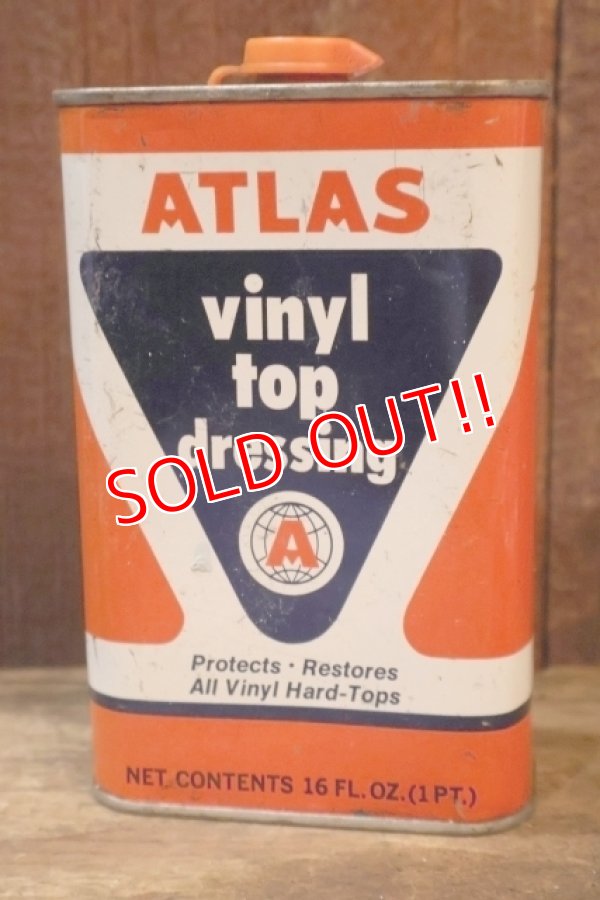 ATLAS
vinyl
top
dressing
SOLD OUT!!
A
Protects · Restores
All Vinyl Hard-Tops
NET CONTENTS 16 FL. OZ. (1 PT.)